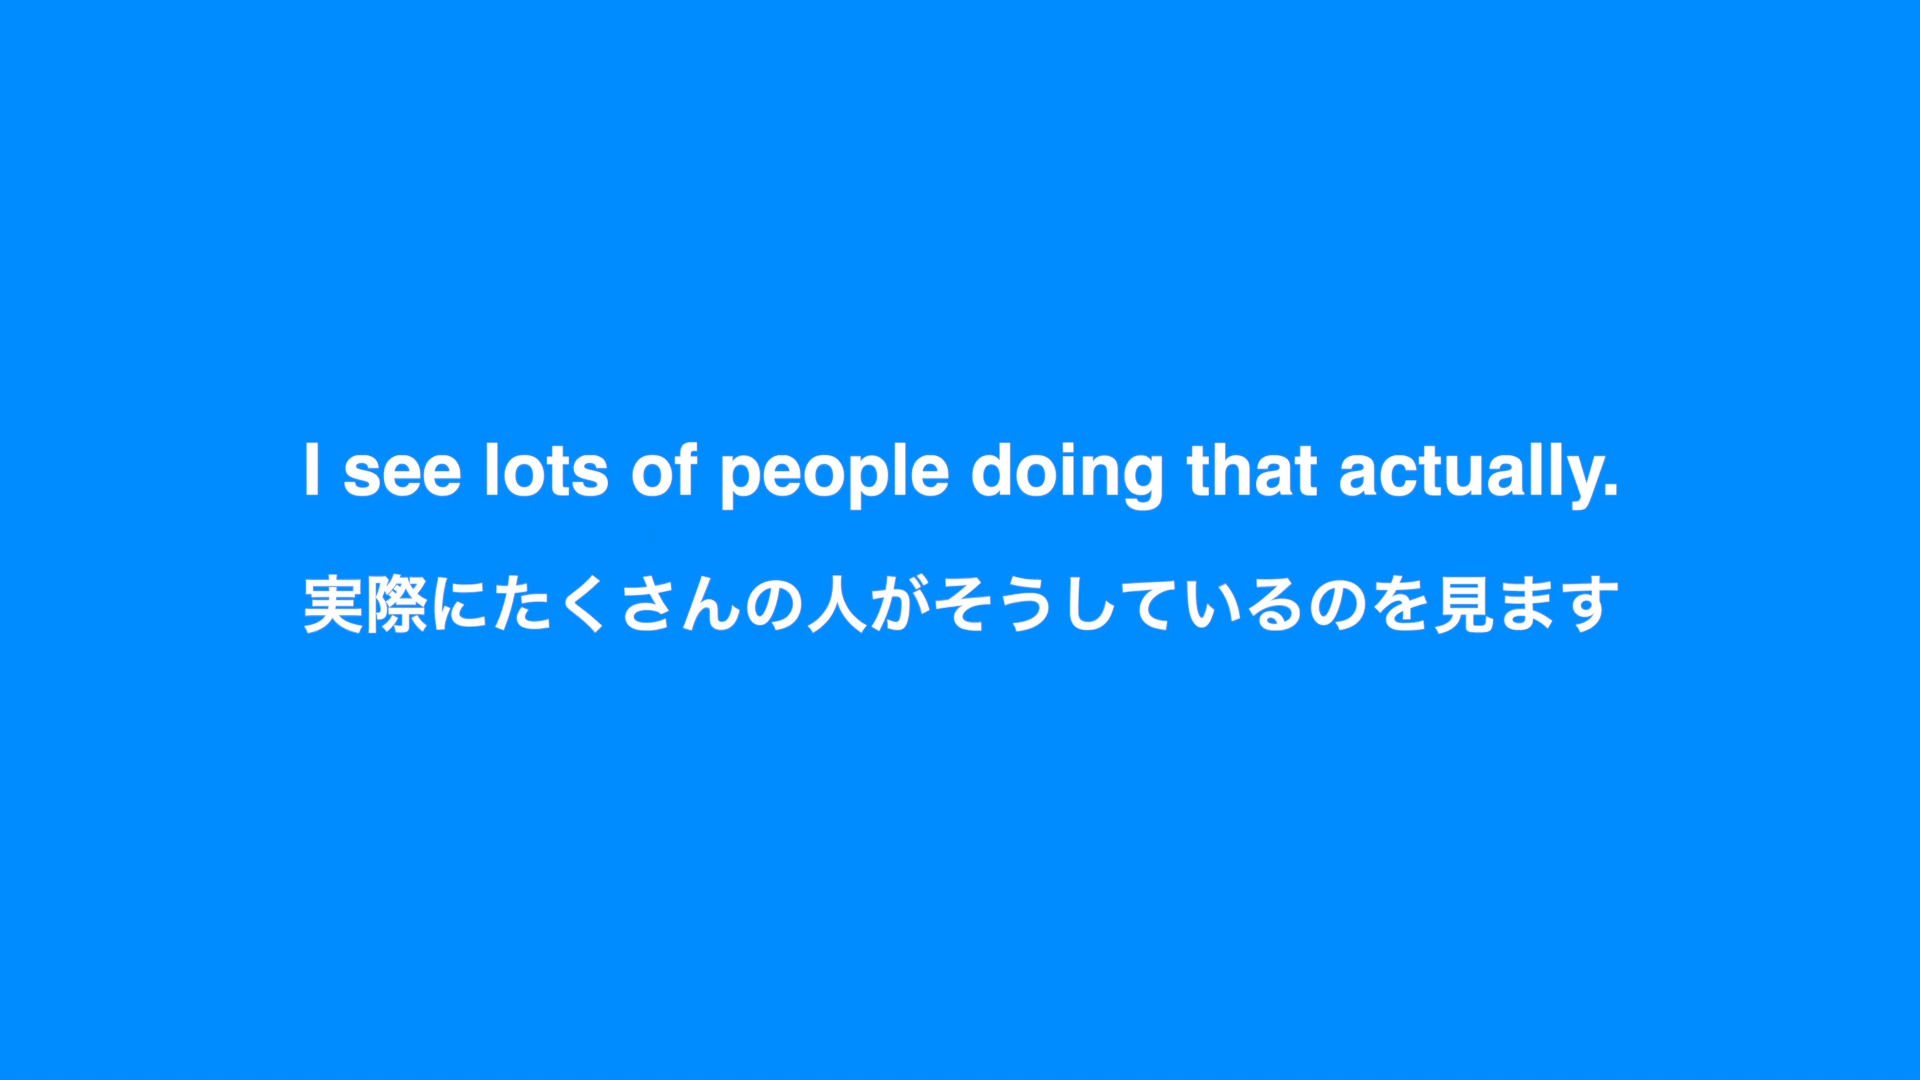 I see lots of people doing that actually.
実際にたくさんの人がそうしているのを見ます